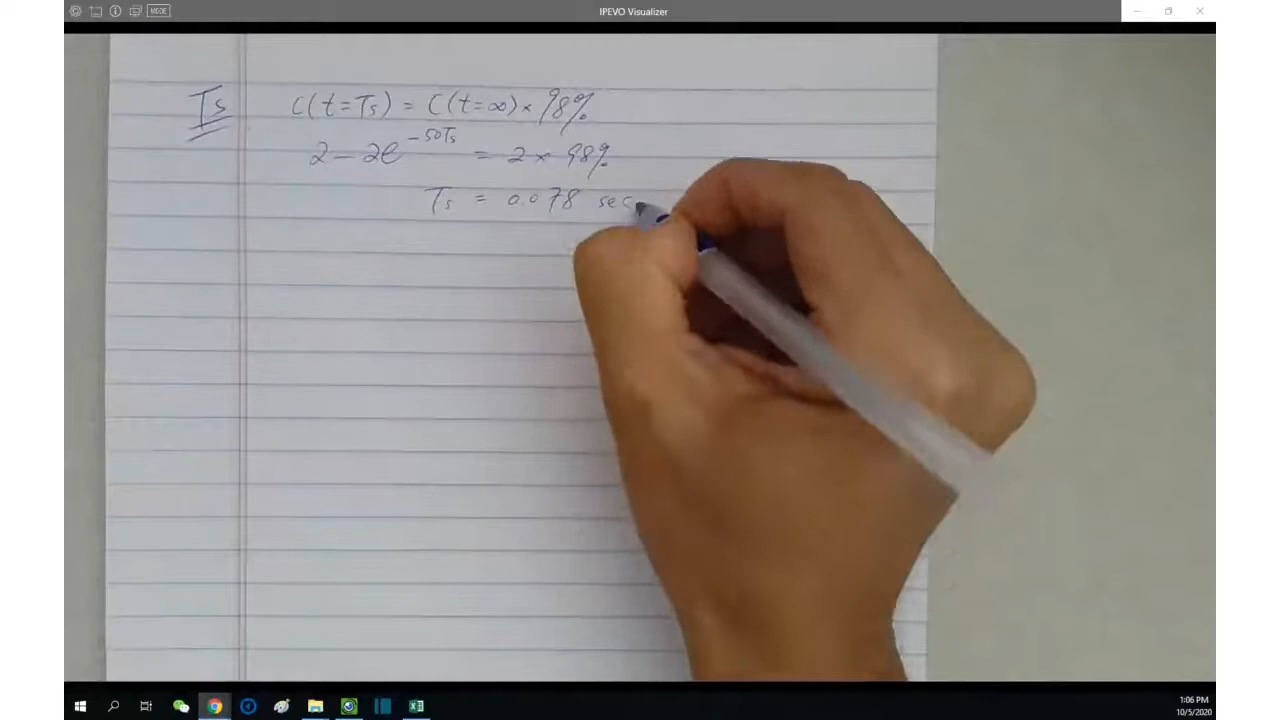 MODE
IPEVO Visualizer
Ts C(t=Ts) = C(t=∞) × 98%
2 - 2e^{-50Ts} = 2 × 98%
Ts = 0.078 sec
1:06 PM
10/5/2020